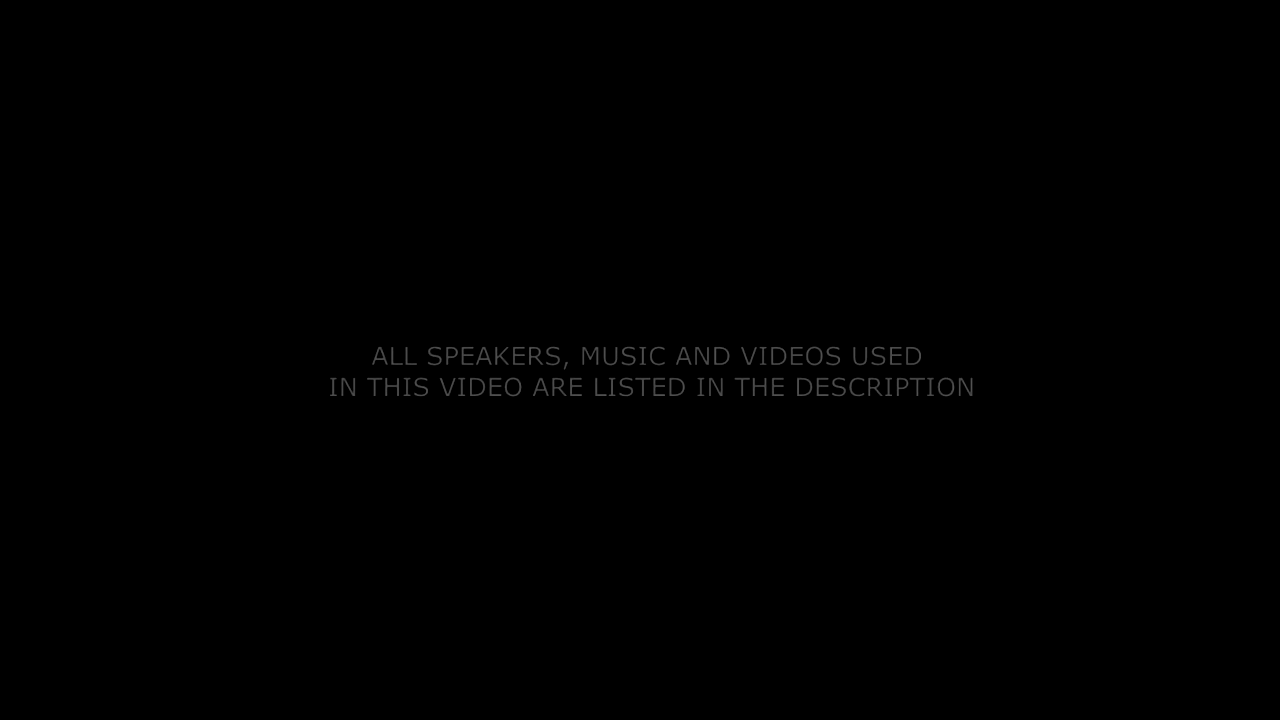 ALL SPEAKERS, MUSIC AND VIDEOS USED
IN THIS VIDEO ARE LISTED IN THE DESCRIPTION